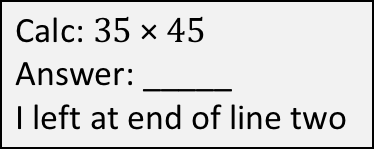 Calc: 35 × 45
Answer: _____
I left at end of line two